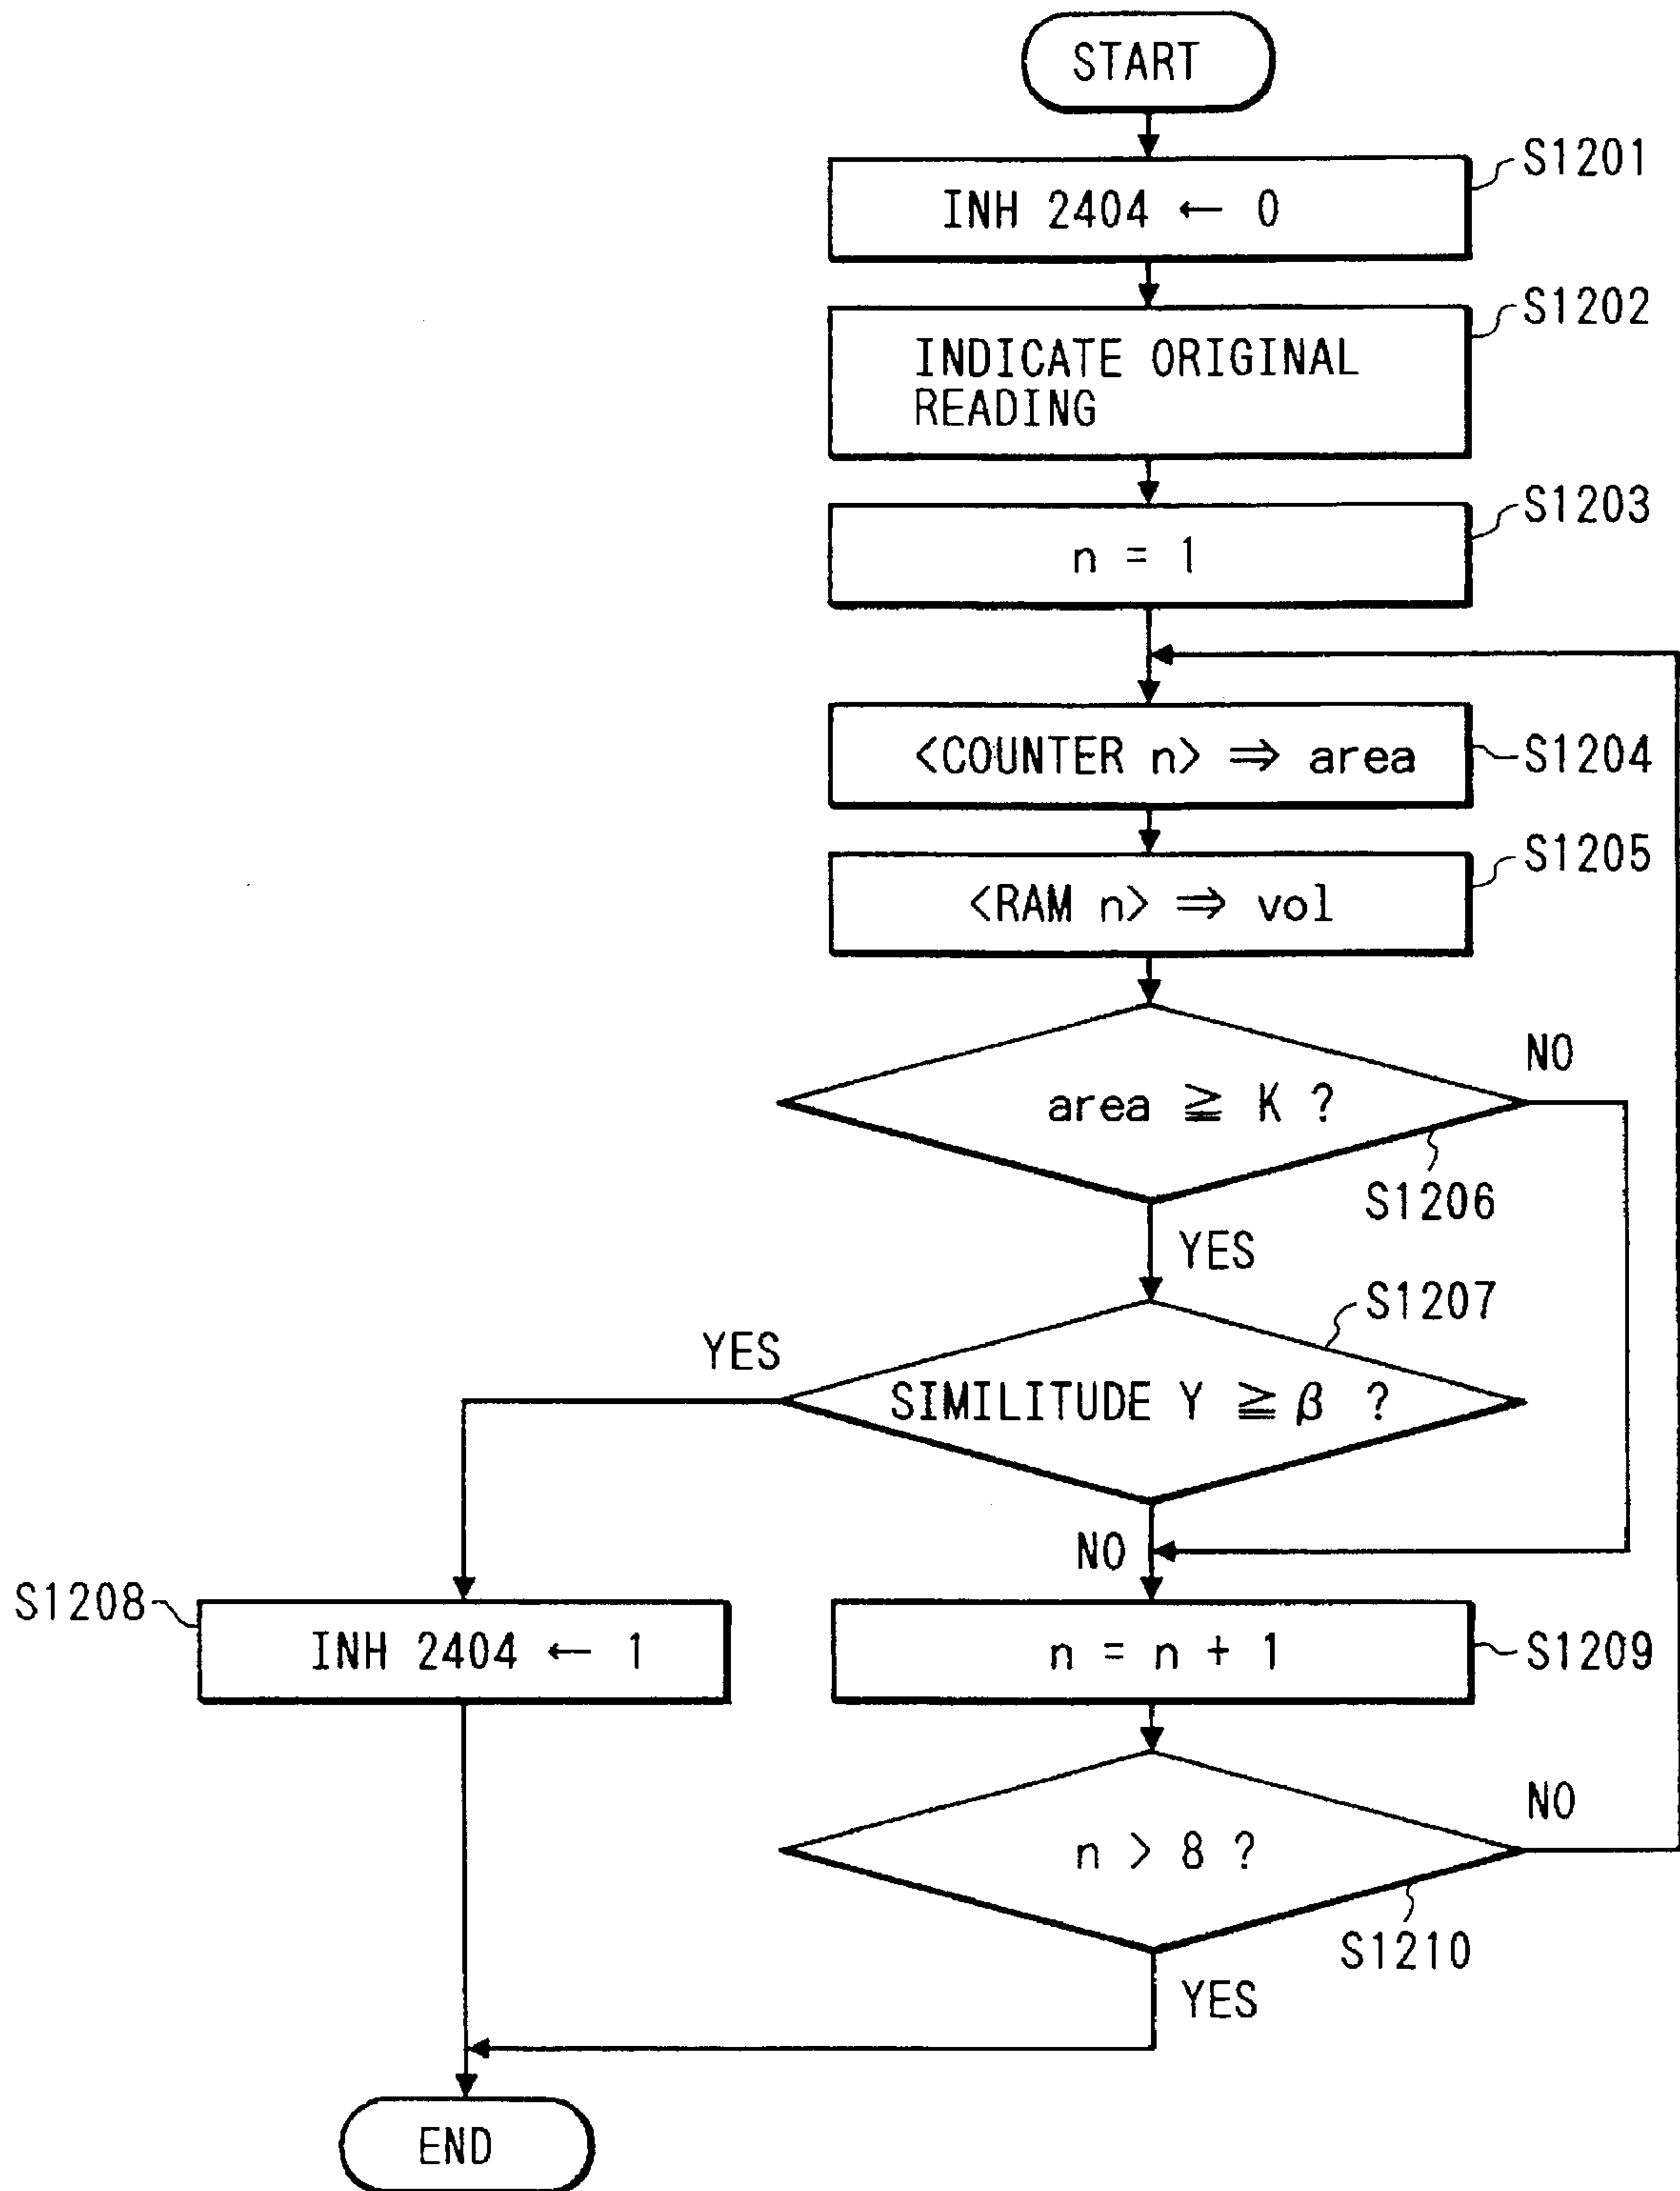 START
S1201
INH 2404 ← 0
S1202
INDICATE ORIGINAL
READING
S1203
n = 1
<COUNTER n> ⇒ area
S1204
S1205
<RAM n> ⇒ vol
NO
area ≧ K ?
S1206
YES
S1207
YES
SIMILITUDE Y ≧ β ?
NO
S1208
INH 2404 ← 1
n = n + 1
S1209
NO
n > 8 ?
S1210
YES
END